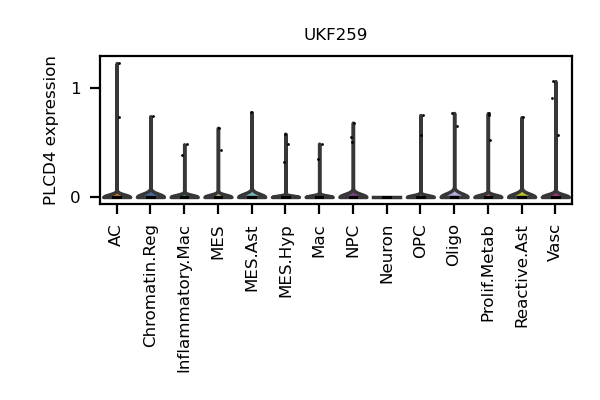 UKF259
PLCD4 expression
1
0
AC
Chromatin.Reg
Inflammatory.Mac
MES
MES.Ast
MES.Hyp
Mac
NPC
Neuron
OPC
Oligo
Prolif.Metab
Reactive.Ast
Vasc